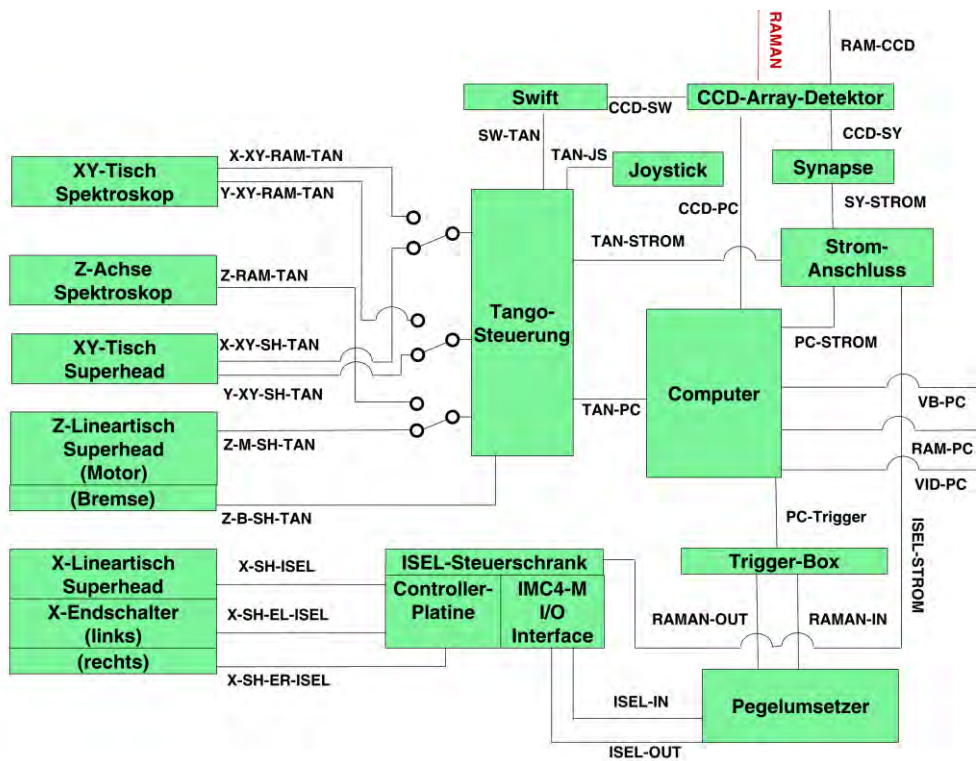 RAMAN
RAM-CCD
Swift
CCD-SW
CCD-Array-Detektor
SW-TAN
TAN-JS
CCD-SY
X-XY-RAM-TAN
XY-Tisch
Spektroskop
Y-XY-RAM-TAN
Joystick
Synapse
CCD-PC
SY-STROM
TAN-STROM
Strom-
Anschluss
Z-Achse
Spektroskop
Z-RAM-TAN
Tango-
Steuerung
XY-Tisch
Superhead
X-XY-SH-TAN
Y-XY-SH-TAN
PC-STROM
Computer
TAN-PC
VB-PC
RAM-PC
VID-PC
Z-Lineartisch
Superhead
(Motor)
(Bremse)
Z-M-SH-TAN
Z-B-SH-TAN
PC-Trigger
ISEL-STROM
X-Lineartisch
Superhead
X-Endschalter
(links)
(rechts)
X-SH-ISEL
X-SH-EL-ISEL
X-SH-ER-ISEL
ISEL-Steuerschrank
Controller-
Platine
IMC4-M
I/O
Interface
Trigger-Box
RAMAN-OUT
RAMAN-IN
ISEL-IN
ISEL-OUT
Pegelumsetzer